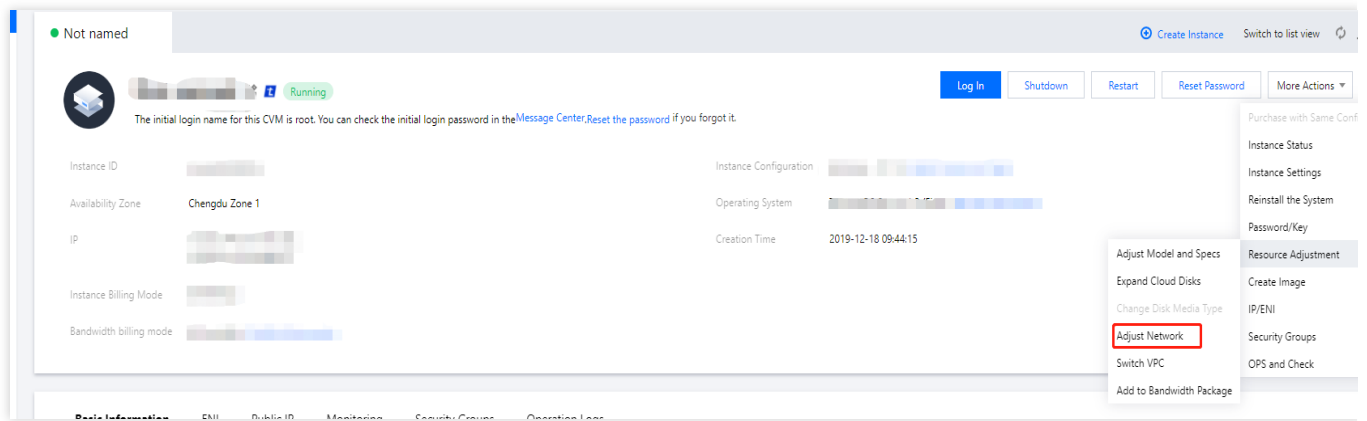 Not named
Create Instance Switch to list view
Running
Log In Shutdown Restart Reset Password More Actions
The initial login name for this CVM is root. You can check the initial login password in the Message Center,Reset the password if you forgot it.
Purchase with Same Conf
Instance Status
Instance Settings
Reinstall the System
Password/Key
Resource Adjustment
Create Image
IP/ENI
Security Groups
OPS and Check
Instance ID
Instance Configuration
Availability Zone Chengdu Zone 1
Operating System
IP
Creation Time 2019-12-18 09:44:15
Instance Billing Mode
Bandwidth billing mode
Adjust Model and Specs
Expand Cloud Disks
Change Disk Media Type
Adjust Network
Switch VPC
Add to Bandwidth Package
Basic Information ENI Public IP Monitoring Security Groups Operation Logs